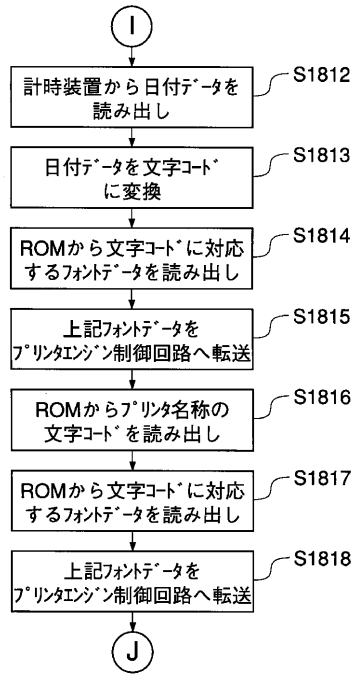 I
計時装置から日付ﾃﾞｰﾀを
読み出し
S1812
日付ﾃﾞｰﾀを文字ｺｰﾄﾞ
に変換
S1813
ROMから文字ｺｰﾄﾞに対応
するﾌｫﾝﾄﾃﾞｰﾀを読み出し
S1814
上記ﾌｫﾝﾄﾃﾞｰﾀを
ﾌﾟﾘﾝﾀｴﾝｼﾞﾝ制御回路へ転送
S1815
ROMからﾌﾟﾘﾝﾀ名称の
文字ｺｰﾄﾞを読み出し
S1816
ROMから文字ｺｰﾄﾞに対応
するﾌｫﾝﾄﾃﾞｰﾀを読み出し
S1817
上記ﾌｫﾝﾄﾃﾞｰﾀを
ﾌﾟﾘﾝﾀｴﾝｼﾞﾝ制御回路へ転送
S1818
J